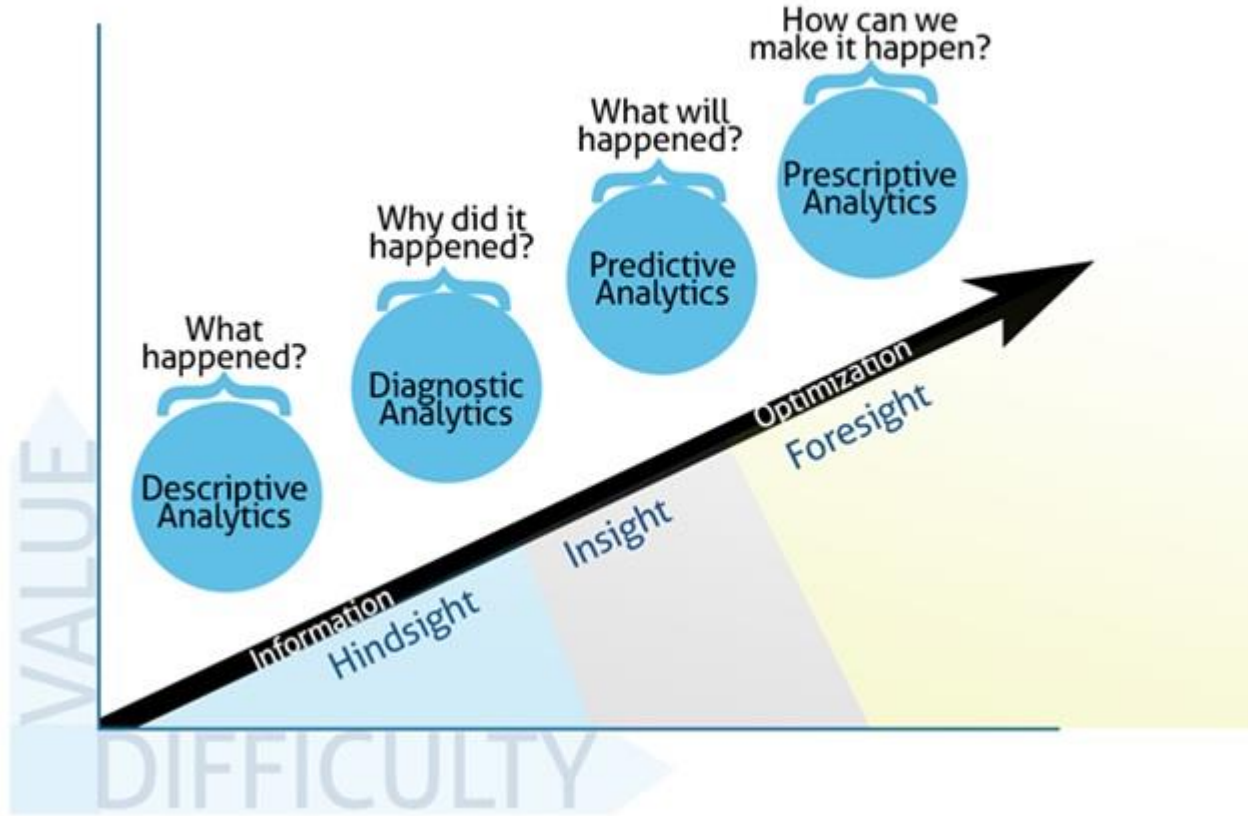 How can we
make it happen?
Prescriptive
Analytics
What will
happened?
Predictive
Analytics
Why did it
happened?
Diagnostic
Analytics
What
happened?
Descriptive
Analytics
Information
Optimization
Hindsight
Insight
Foresight
VALUE
DIFFICULTY